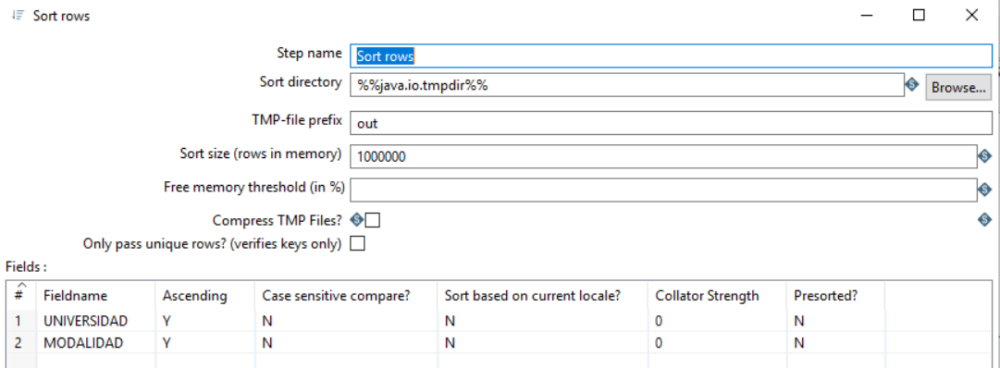 Sort rows
Step name Sort rows
Sort directory %%java.io.tmpdir%% Browse...
TMP-file prefix out
Sort size (rows in memory) 1000000
Free memory threshold (in %)
Compress TMP Files?
Only pass unique rows? (verifies keys only)
Fields :
# Fieldname Ascending Case sensitive compare? Sort based on current locale? Collator Strength Presorted?
1 UNIVERSIDAD Y N N 0 N
2 MODALIDAD Y N N 0 N